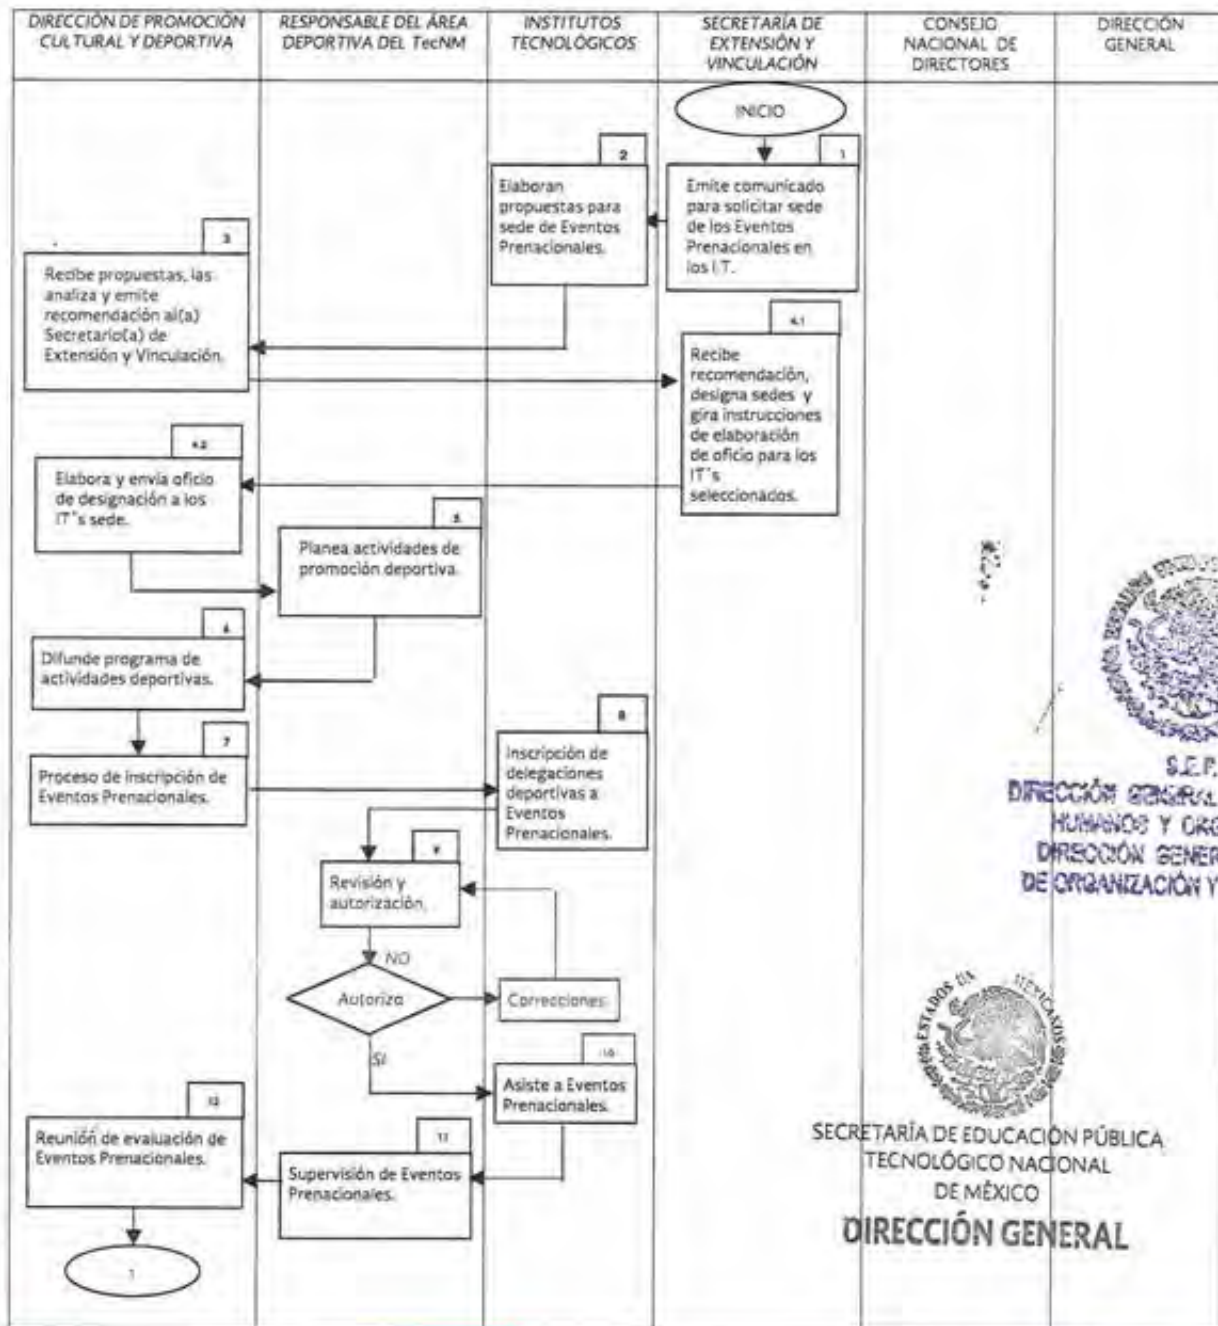 DIRECCIÓN DE PROMOCIÓN
CULTURAL Y DEPORTIVA
RESPONSABLE DEL ÁREA
DEPORTIVA DEL TecNM
INSTITUTOS
TECNOLÓGICOS
SECRETARÍA DE
EXTENSIÓN Y
VINCULACIÓN
CONSEJO
NACIONAL DE
DIRECTORES
DIRECCIÓN
GENERAL
INICIO
1
Emite comunicado
para solicitar sede
de los Eventos
Prenacionales en
los I.T.
2
Elaboran
propuestas para
sede de Eventos
Prenacionales.
3
Recibe propuestas, las
analiza y emite
recomendación al(a)
Secretario(a) de
Extensión y Vinculación.
4.1
Recibe
recomendación,
designa sedes y
gira instrucciones
de elaboración
de oficio para los
IT´s
seleccionados.
4.2
Elabora y envía oficio
de designación a los
IT´s sede.
5
Planea actividades de
promoción deportiva.
6
Difunde programa de
actividades deportivas.
7
Proceso de inscripción de
Eventos Prenacionales.
8
Inscripción de
delegaciones
deportivas a
Eventos
Prenacionales.
9
Revisión y
autorización.
NO
Autoriza
Correcciones
SI
10
Asiste a Eventos
Prenacionales.
11
Supervisión de Eventos
Prenacionales.
12
Reunión de evaluación de
Eventos Prenacionales.
1
S.E.P.
DIRECCIÓN GENERAL
HUMANOS Y ORG
DIRECCIÓN GENER
DE ORGANIZACIÓN Y
ESTADOS
MEXICANOS
SECRETARÍA DE EDUCACIÓN PÚBLICA
TECNOLÓGICO NACIONAL
DE MÉXICO
DIRECCIÓN GENERAL